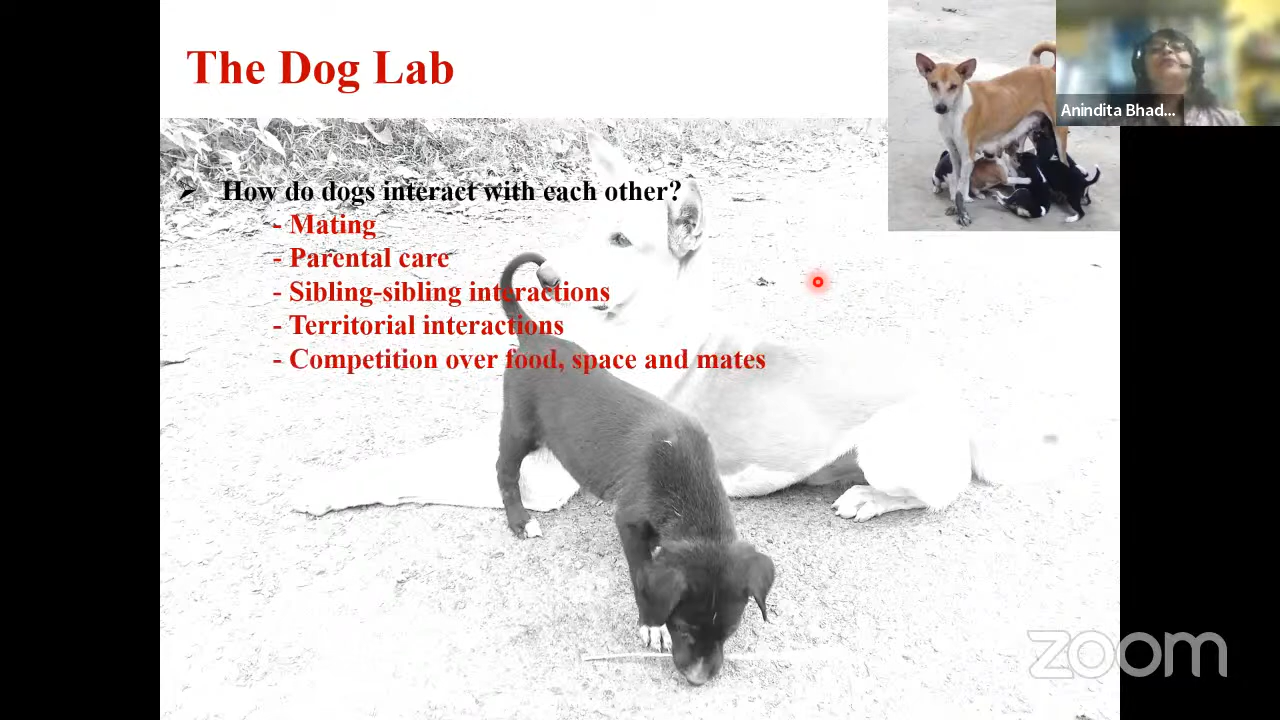 The Dog Lab
Anindita Bhad...
➤ How do dogs interact with each other?
- Mating
- Parental care
- Sibling-sibling interactions
- Territorial interactions
- Competition over food, space and mates
zoom